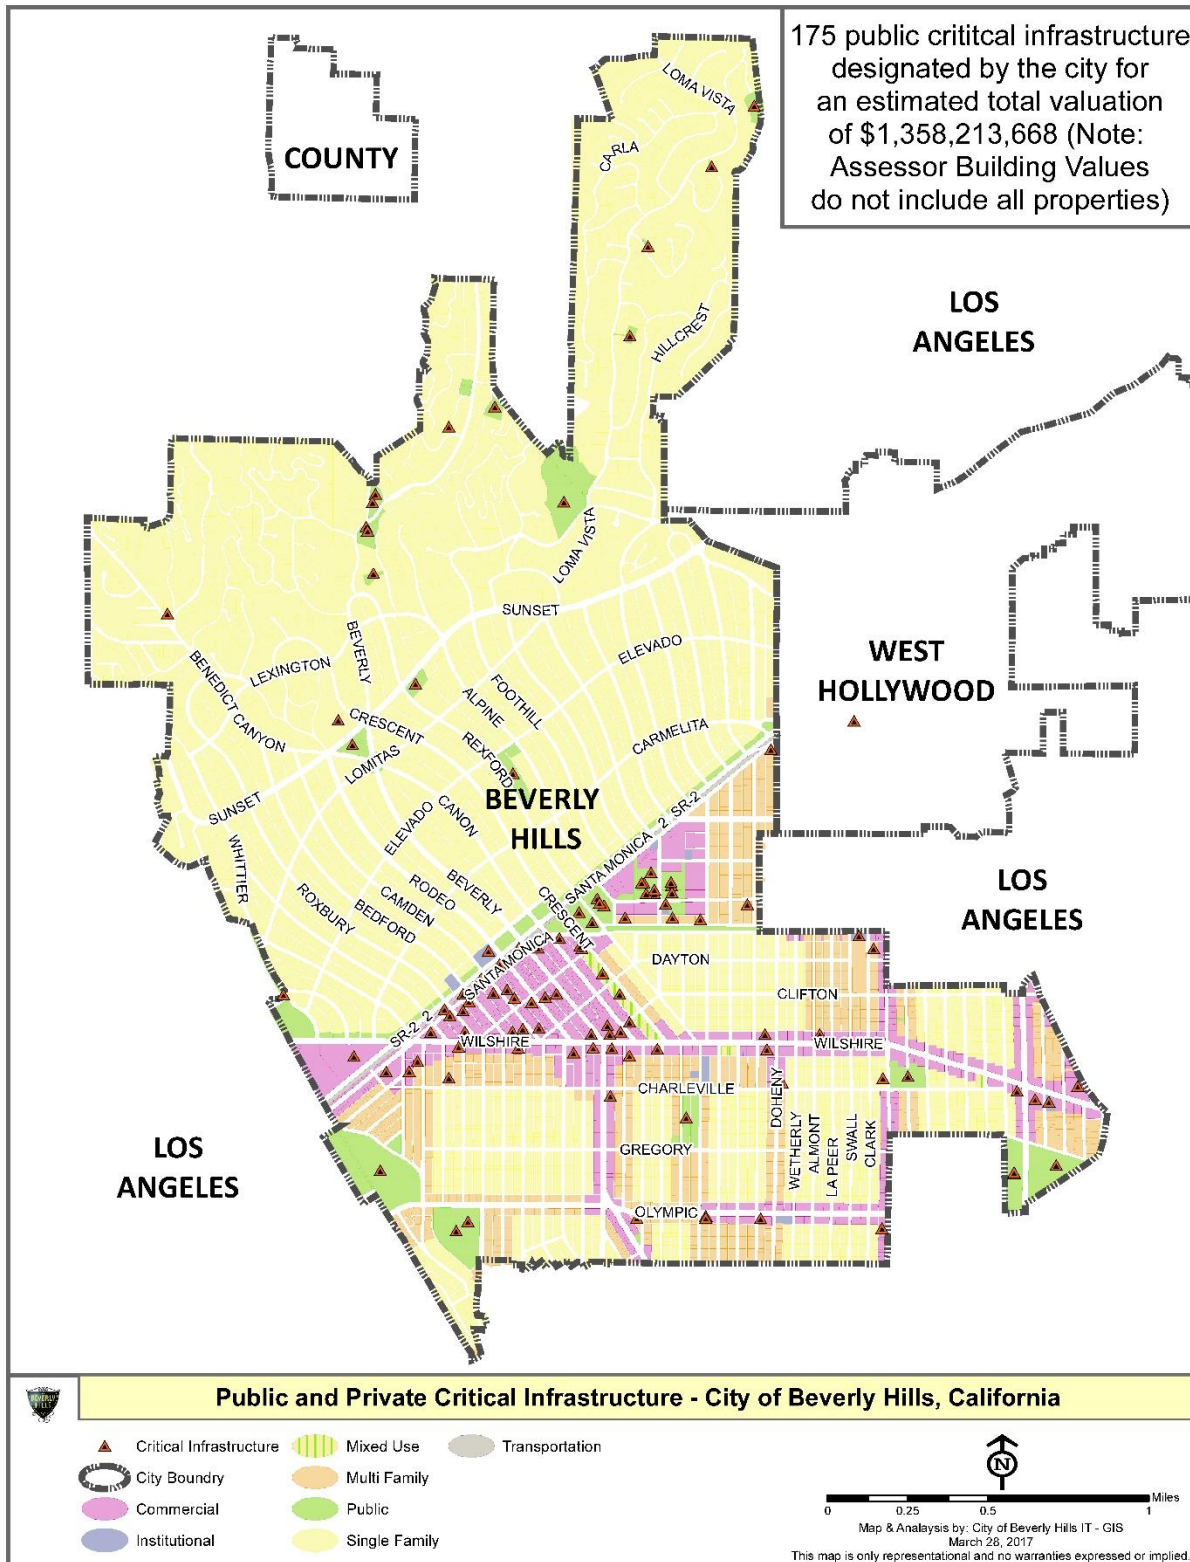 175 public crititcal infrastructure
designated by the city for
an estimated total valuation
of $1,358,213,668 (Note:
Assessor Building Values
do not include all properties)
COUNTY
LOMA VISTA
CARLA
HILLCREST
LOS
ANGELES
LOMA VISTA
SUNSET
ELEVADO
BEVERLY
LEXINGTON
BENEDICT CANYON
FOOTHILL
ALPINE
CRESCENT
REXFORD
CARMELITA
LOMITAS
WEST
HOLLYWOOD
BEVERLY
HILLS
SUNSET
ELEVADO
CANON
WHITTIER
ROXBURY
BEDFORD
CAMDEN
RODEO
BEVERLY
CRESCENT
SANTA MONICA
2
SR-2
LOS
ANGELES
SANTA MONICA
SR-2
2
DAYTON
CLIFTON
WILSHIRE
WILSHIRE
CHARLEVILLE
DOHENY
WETHERLY
ALMONT
LA PEER
SWALL
CLARK
GREGORY
OLYMPIC
LOS
ANGELES
BEVERLY
HILLS
Public and Private Critical Infrastructure - City of Beverly Hills, California
Critical Infrastructure
City Boundry
Commercial
Institutional
Mixed Use
Multi Family
Public
Single Family
Transportation
N
Miles
0 0.25 0.5 1
Map & Analaysis by: City of Beverly Hills IT - GIS
March 28, 2017
This map is only representational and no warranties expressed or implied